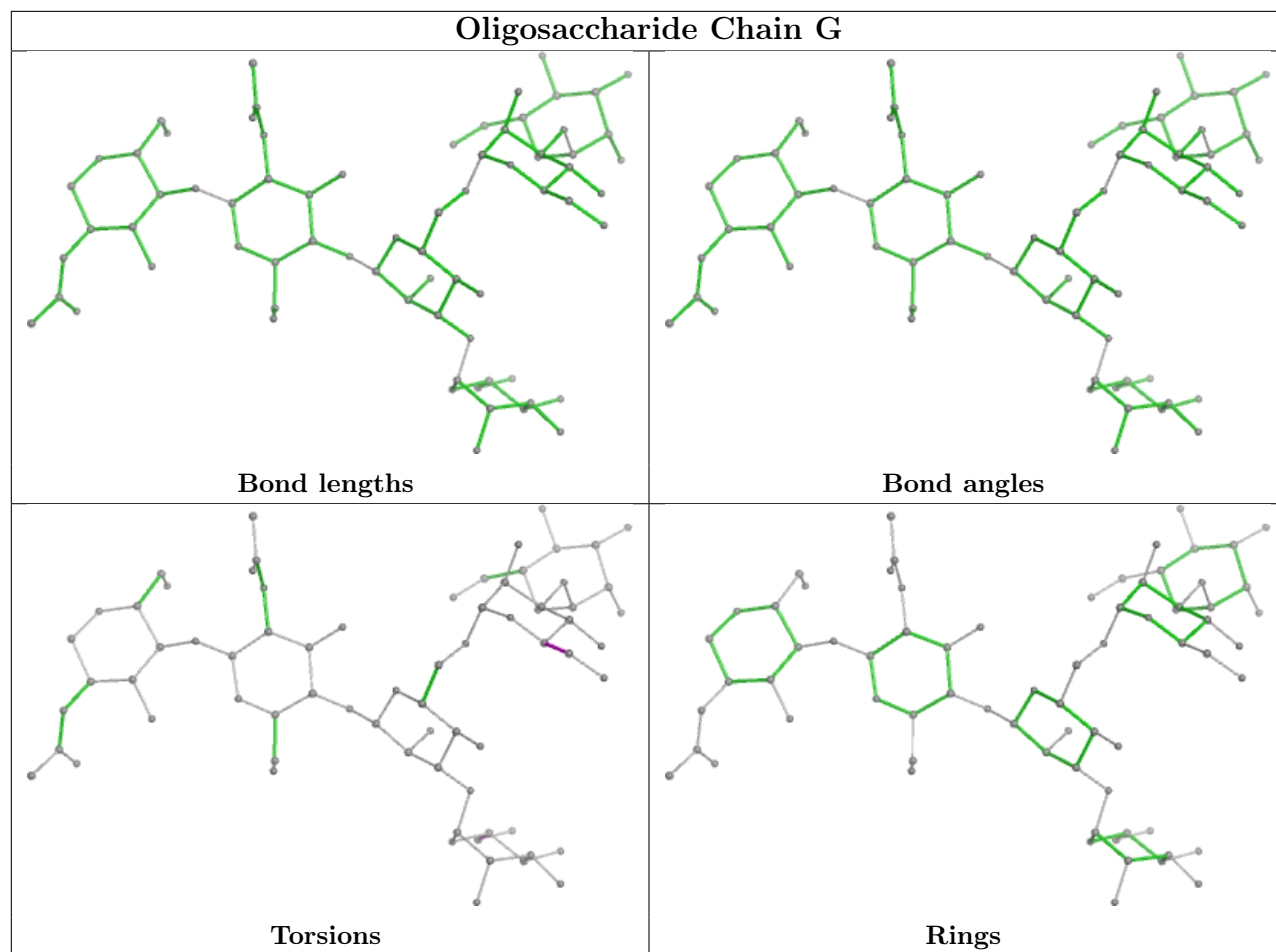 Oligosaccharide Chain G
Bond lengths
Bond angles
Torsions
Rings